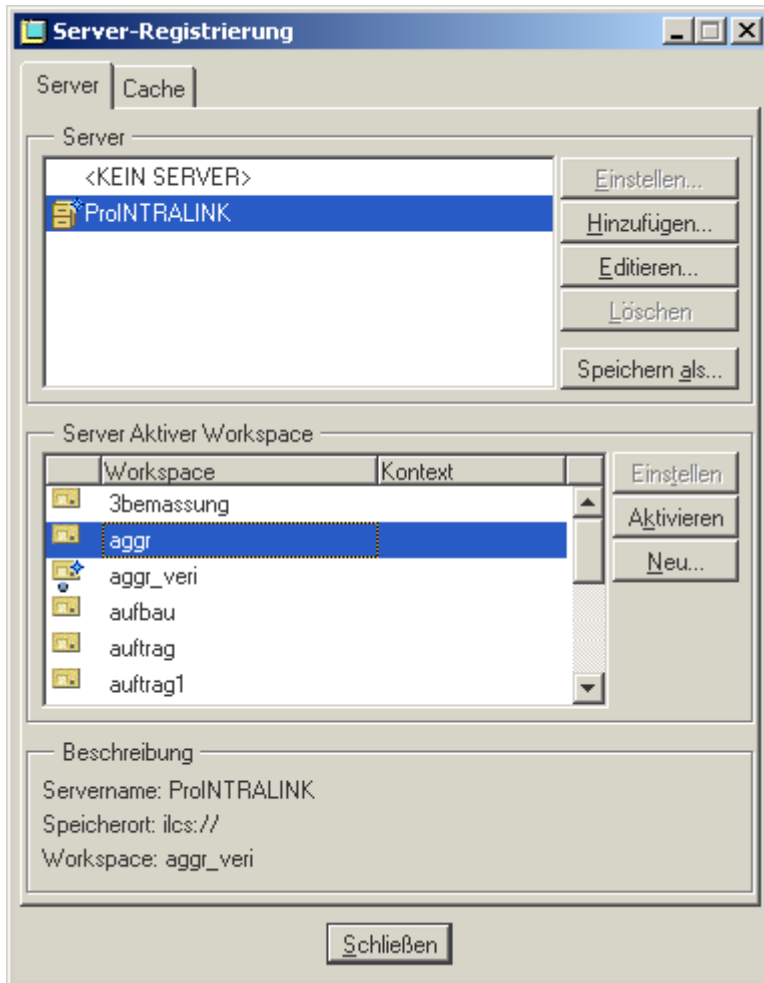 Server-Registrierung
Server Cache
Server
<KEIN SERVER>
ProINTRALINK
Einstellen...
Hinzufügen...
Editieren...
Löschen
Speichern als...
Server Aktiver Workspace
Workspace Kontext
3bemassung
aggr
aggr_veri
aufbau
auftrag
auftrag1
Einstellen
Aktivieren
Neu...
Beschreibung
Servername: ProINTRALINK
Speicherort: ilcs://
Workspace: aggr_veri
Schließen